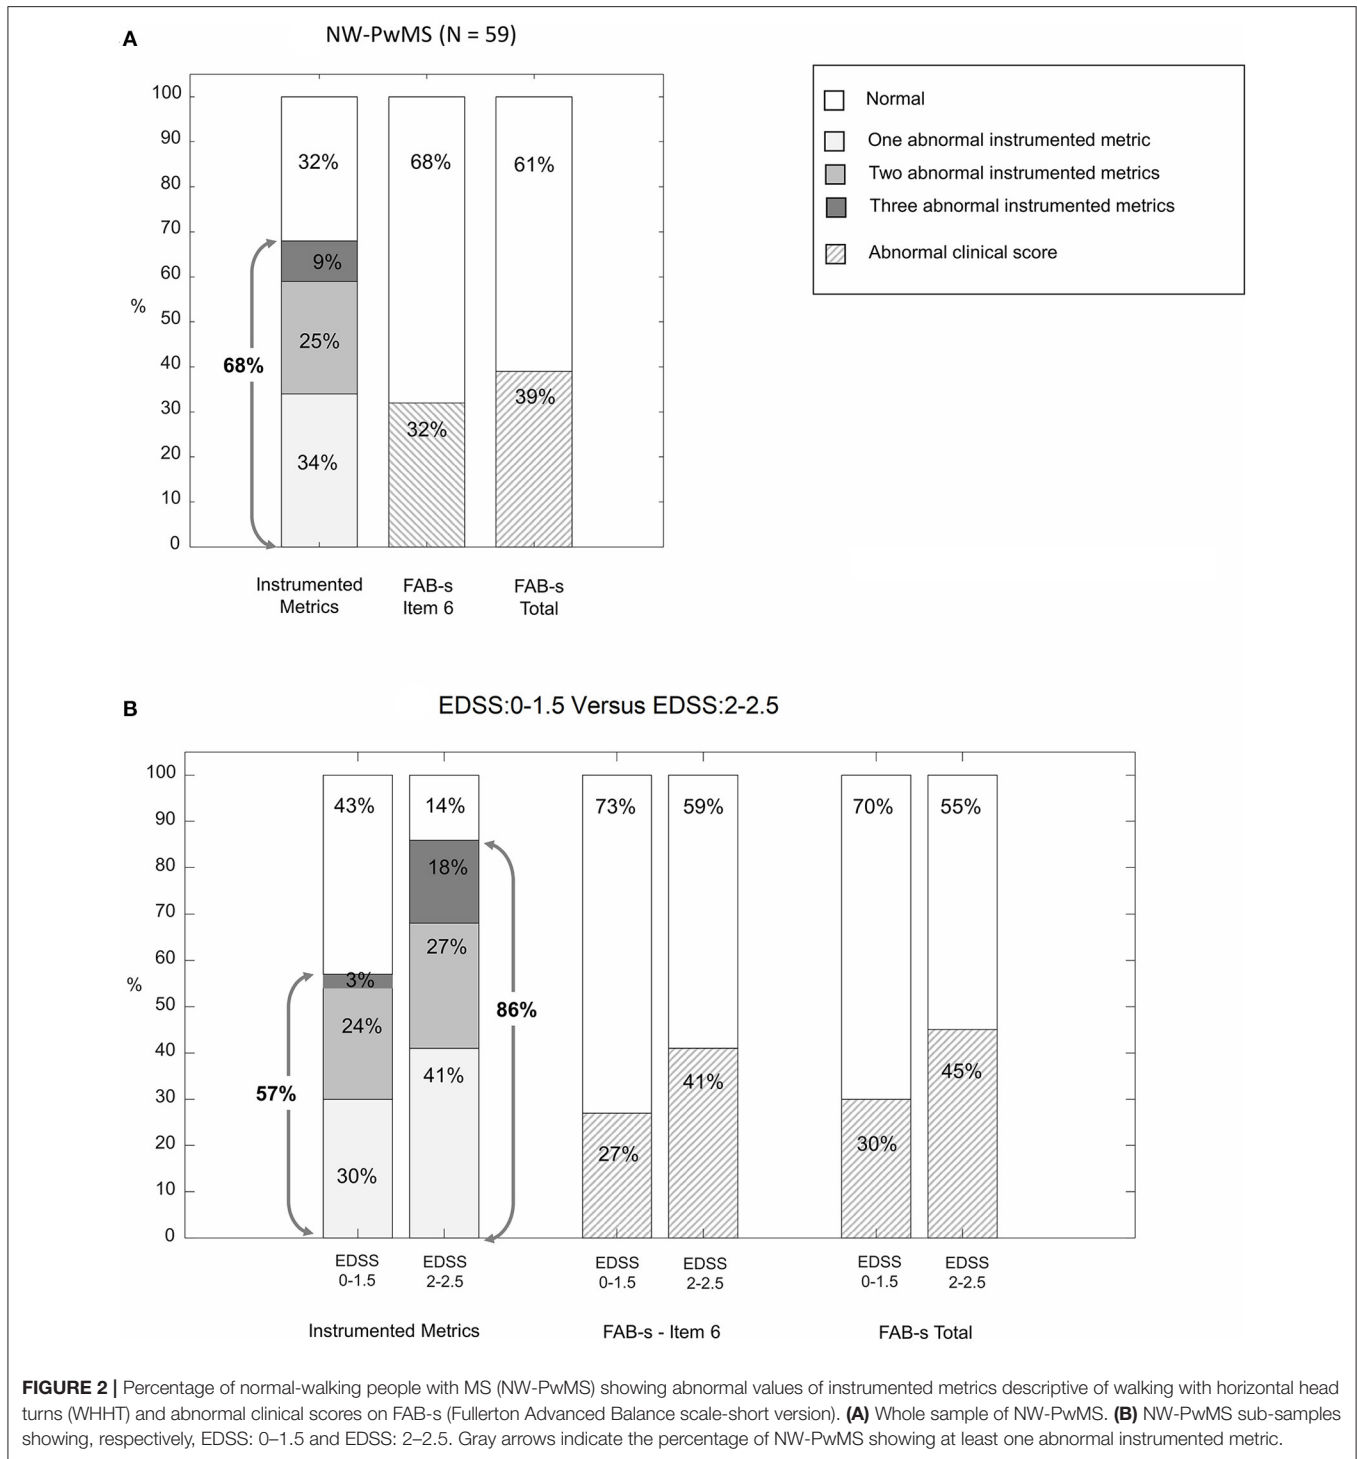 A
NW-PwMS (N = 59)
Normal
One abnormal instrumented metric
Two abnormal instrumented metrics
Three abnormal instrumented metrics
Abnormal clinical score
%
100
90
80
70
60
50
40
30
20
10
0
68%
32%
9%
25%
34%
68%
32%
61%
39%
Instrumented
Metrics
FAB-s
Item 6
FAB-s
Total
B
EDSS:0-1.5 Versus EDSS:2-2.5
%
100
90
80
70
60
50
40
30
20
10
0
57%
43%
3%
24%
30%
14%
18%
27%
41%
86%
73%
27%
59%
41%
70%
30%
55%
45%
EDSS
0-1.5
EDSS
2-2.5
EDSS
0-1.5
EDSS
2-2.5
EDSS
0-1.5
EDSS
2-2.5
Instrumented Metrics
FAB-s - Item 6
FAB-s Total
FIGURE 2 | Percentage of normal-walking people with MS (NW-PwMS) showing abnormal values of instrumented metrics descriptive of walking with horizontal head
turns (WHHT) and abnormal clinical scores on FAB-s (Fullerton Advanced Balance scale-short version). (A) Whole sample of NW-PwMS. (B) NW-PwMS sub-samples
showing, respectively, EDSS: 0–1.5 and EDSS: 2–2.5. Gray arrows indicate the percentage of NW-PwMS showing at least one abnormal instrumented metric.